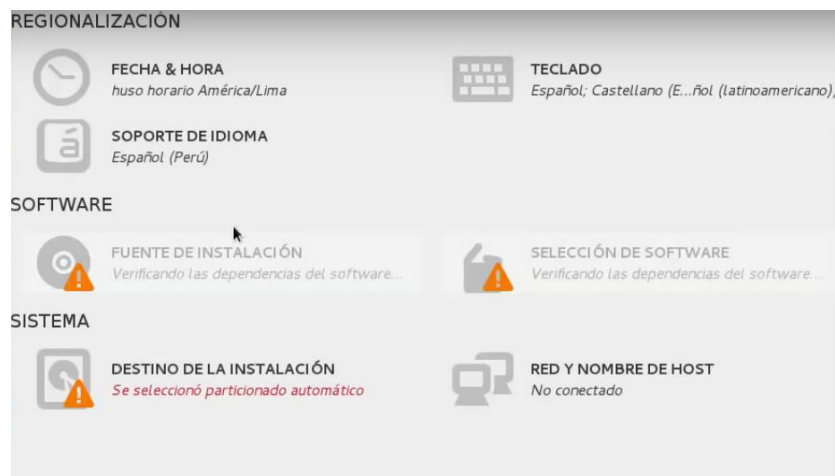 REGIONALIZACIÓN
FECHA & HORA
huso horario América/Lima
TECLADO
Español; Castellano (E...ñol (latinoamericano)
SOPORTE DE IDIOMA
Español (Perú)
SOFTWARE
FUENTE DE INSTALACIÓN
Verificando las dependencias del software...
SELECCIÓN DE SOFTWARE
Verificando las dependencias del software...
SISTEMA
DESTINO DE LA INSTALACIÓN
Se seleccionó particionado automático
RED Y NOMBRE DE HOST
No conectado